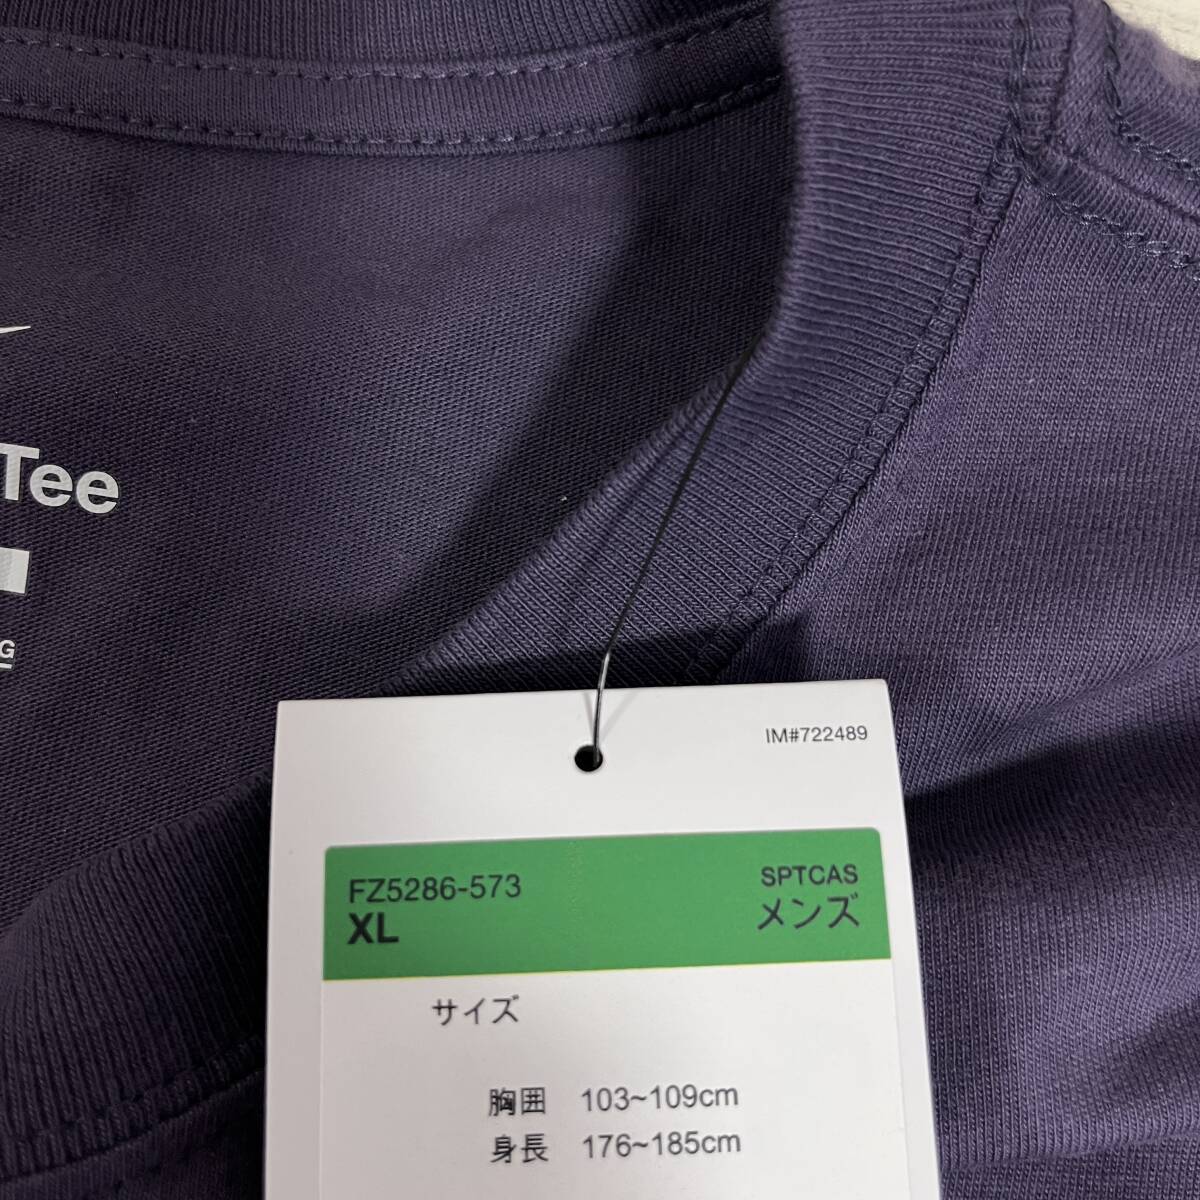 Tee
G
IM#722489
FZ5286-573
XL
SPTCAS
メンズ
サイズ
胸囲 103~109cm
身長 176~185cm